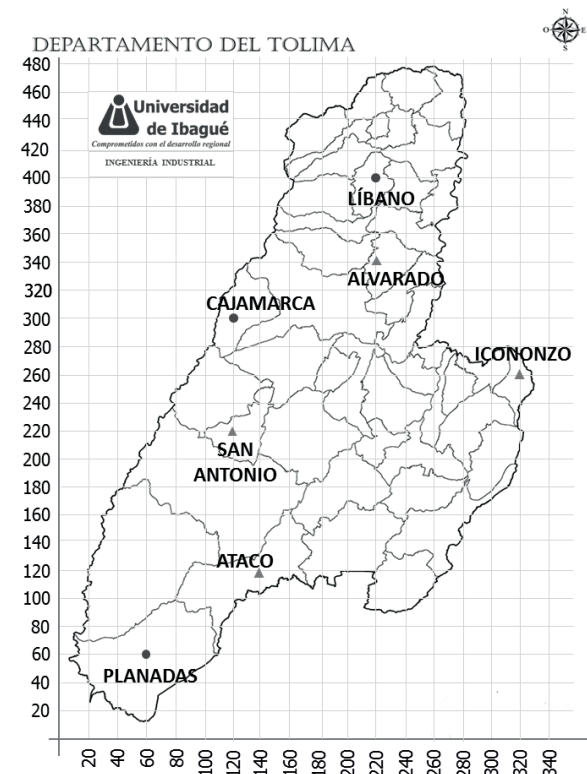 N
O
E
S
DEPARTAMENTO DEL TOLIMA
480
460
440
420
400
380
360
340
320
300
280
260
240
220
200
180
160
140
120
100
80
60
40
20
Universidad
de Ibagué
Comprometidos con el desarrollo regional
INGENIERÍA INDUSTRIAL
LÍBANO
ALVARADO
CAJAMARCA
ICONONZO
SAN
ANTONIO
ATACO
PLANADAS
20
40
60
80
100
120
140
160
180
200
220
240
260
280
300
320
340